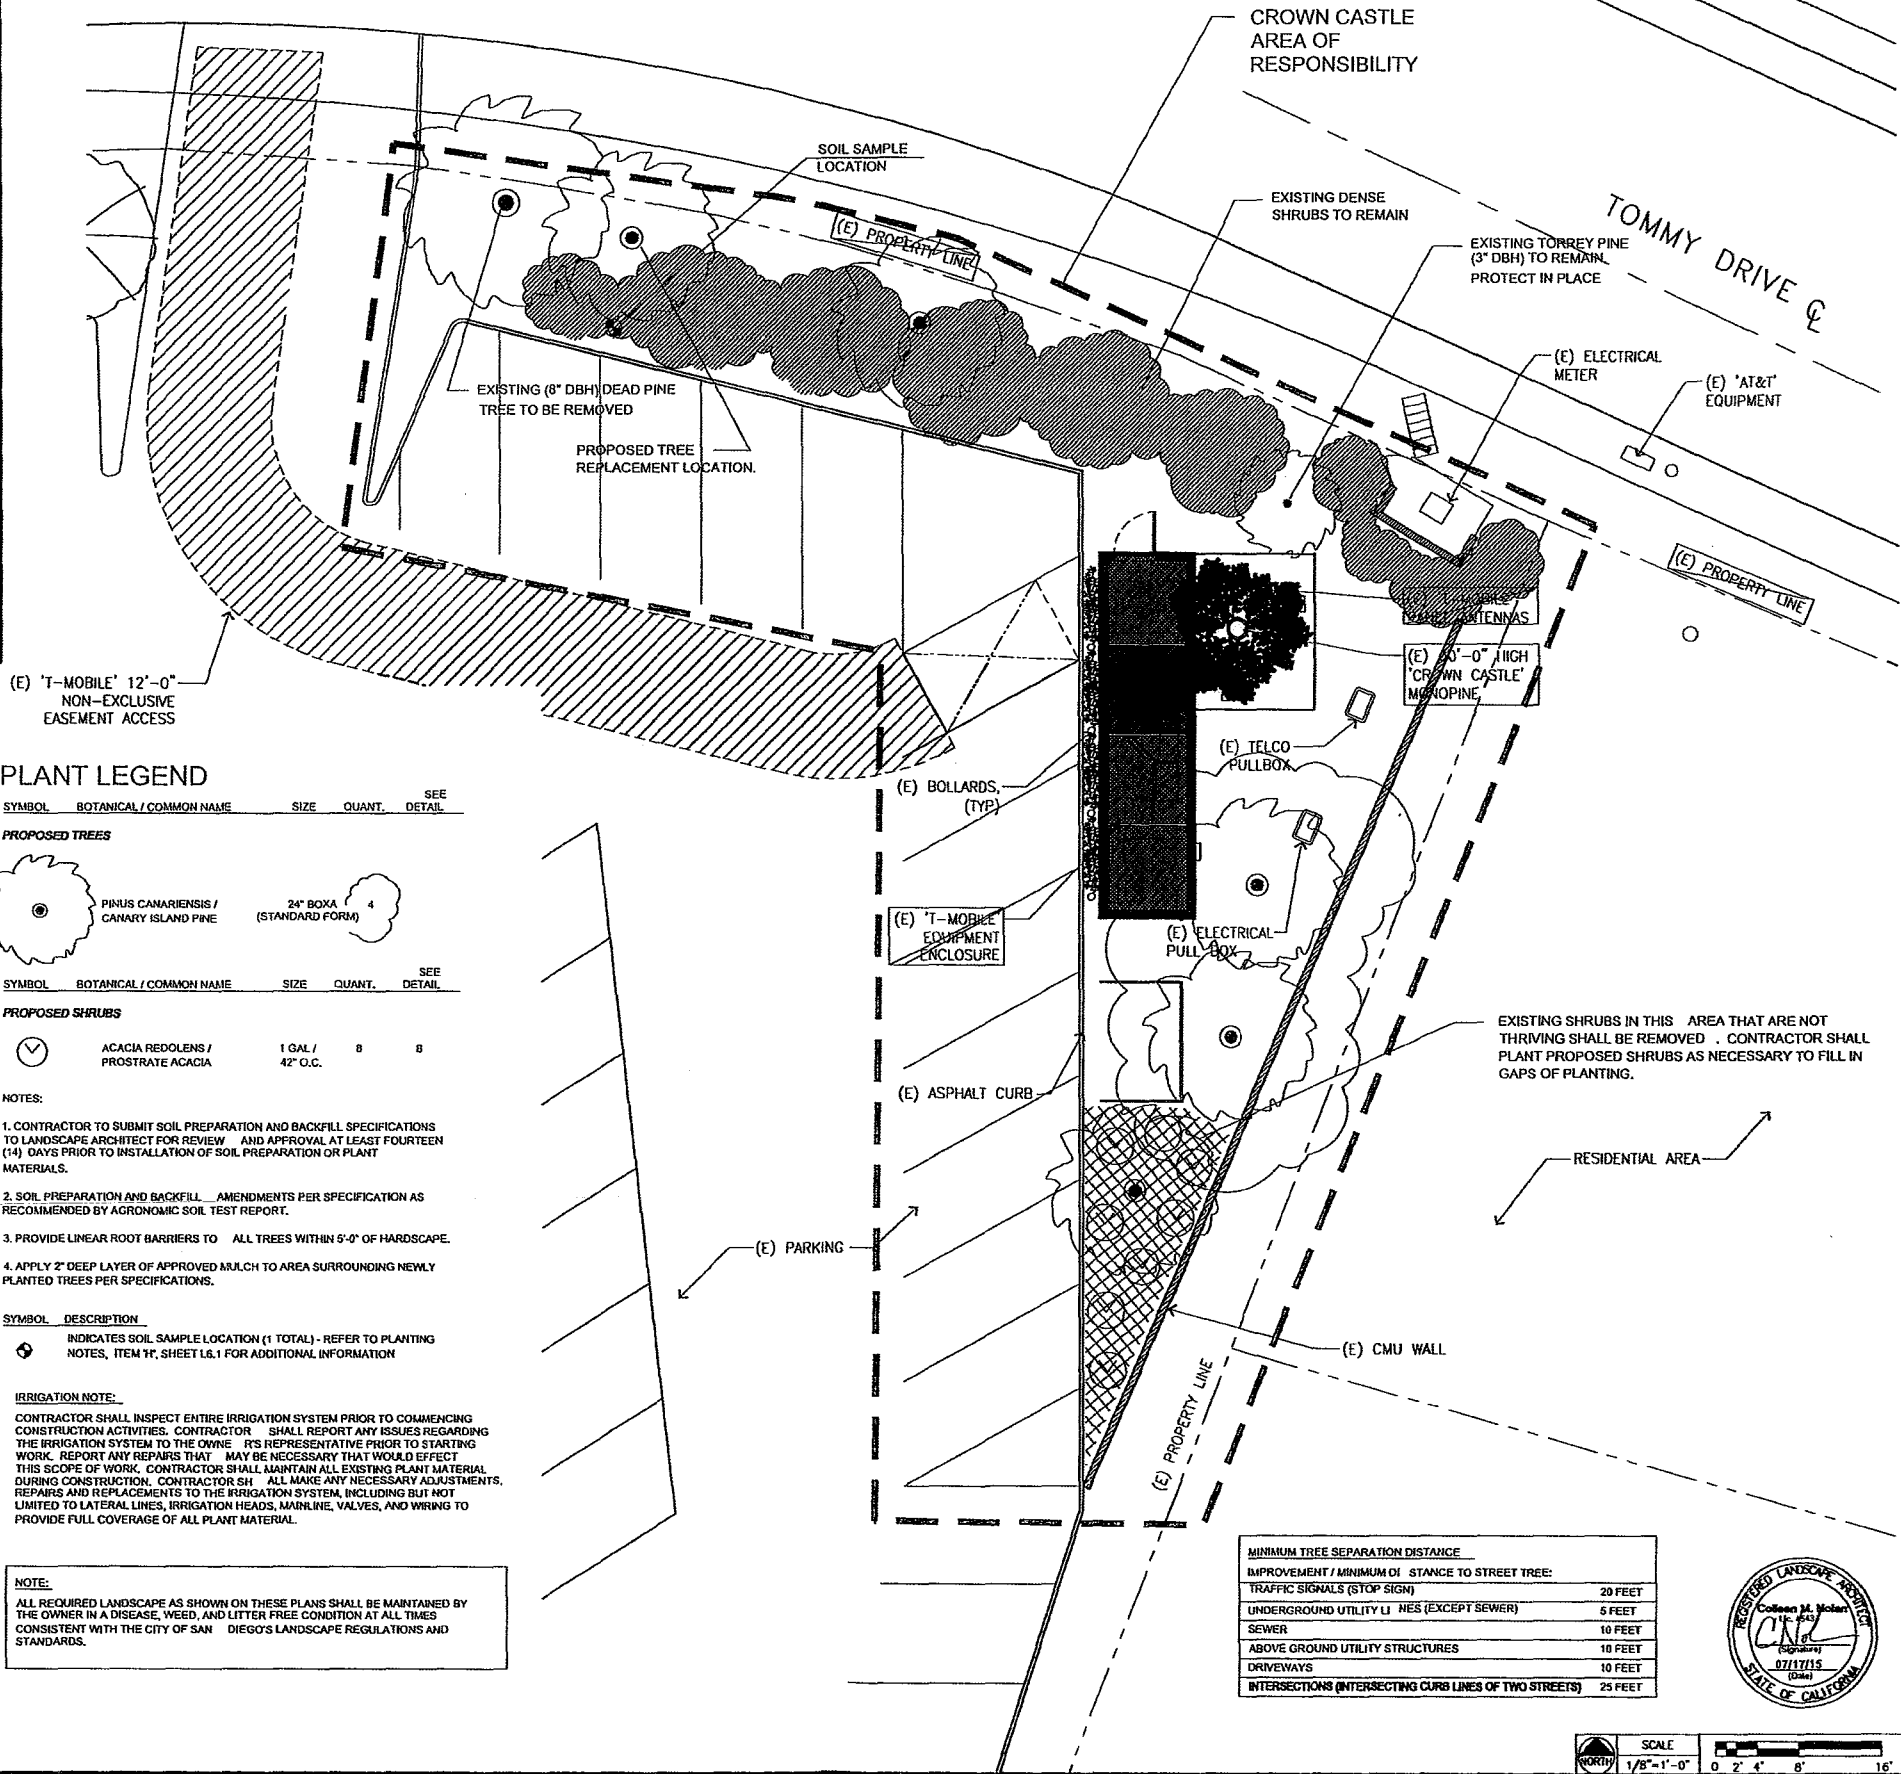 CROWN CASTLE
AREA OF
RESPONSIBILITY
SOIL SAMPLE
LOCATION
EXISTING DENSE
SHRUBS TO REMAIN
TOMMY DRIVE ℄
EXISTING TORREY PINE
(3" DBH) TO REMAIN.
PROTECT IN PLACE
(E) PROPERTY LINE
(E) ELECTRICAL
METER
(E) 'AT&T'
EQUIPMENT
EXISTING (8" DBH) DEAD PINE
TREE TO BE REMOVED
PROPOSED TREE
REPLACEMENT LOCATION.
(E) PROPERTY LINE
ANTENNAS
(E) 'T-MOBILE' 12'-0"
NON-EXCLUSIVE
EASEMENT ACCESS
(E) HIGH
'CROWN CASTLE'
MONOPINE
(E) TELCO
PULLBOX
(E) BOLLARDS,
(TYP)
(E) 'T-MOBILE'
EQUIPMENT
ENCLOSURE
(E) ELECTRICAL
PULL BOX
(E) ASPHALT CURB
EXISTING SHRUBS IN THIS AREA THAT ARE NOT
THRIVING SHALL BE REMOVED . CONTRACTOR SHALL
PLANT PROPOSED SHRUBS AS NECESSARY TO FILL IN
GAPS OF PLANTING.
RESIDENTIAL AREA
(E) PARKING
(E) CMU WALL
(E) PROPERTY LINE
PLANT LEGEND
SYMBOL BOTANICAL / COMMON NAME SIZE QUANT. SEE DETAIL
PROPOSED TREES
PINUS CANARIENSIS / 24" BOXA 4
CANARY ISLAND PINE (STANDARD FORM)
SYMBOL BOTANICAL / COMMON NAME SIZE QUANT. SEE DETAIL
PROPOSED SHRUBS
ACACIA REDOLENS / 1 GAL / 8 B
PROSTRATE ACACIA 42" O.C.
NOTES:
1. CONTRACTOR TO SUBMIT SOIL PREPARATION AND BACKFILL SPECIFICATIONS
TO LANDSCAPE ARCHITECT FOR REVIEW AND APPROVAL AT LEAST FOURTEEN
(14) DAYS PRIOR TO INSTALLATION OF SOIL PREPARATION OR PLANT
MATERIALS.
2. SOIL PREPARATION AND BACKFILL AMENDMENTS PER SPECIFICATION AS
RECOMMENDED BY AGRONOMIC SOIL TEST REPORT.
3. PROVIDE LINEAR ROOT BARRIERS TO ALL TREES WITHIN 5'-0" OF HARDSCAPE.
4. APPLY 2" DEEP LAYER OF APPROVED MULCH TO AREA SURROUNDING NEWLY
PLANTED TREES PER SPECIFICATIONS.
SYMBOL DESCRIPTION
INDICATES SOIL SAMPLE LOCATION (1 TOTAL) - REFER TO PLANTING
NOTES, ITEM 'H', SHEET L6.1 FOR ADDITIONAL INFORMATION
IRRIGATION NOTE:
CONTRACTOR SHALL INSPECT ENTIRE IRRIGATION SYSTEM PRIOR TO COMMENCING
CONSTRUCTION ACTIVITIES. CONTRACTOR SHALL REPORT ANY ISSUES REGARDING
THE IRRIGATION SYSTEM TO THE OWNE R'S REPRESENTATIVE PRIOR TO STARTING
WORK. REPORT ANY REPAIRS THAT MAY BE NECESSARY THAT WOULD EFFECT
THIS SCOPE OF WORK. CONTRACTOR SHALL MAINTAIN ALL EXISTING PLANT MATERIAL
DURING CONSTRUCTION. CONTRACTOR SH ALL MAKE ANY NECESSARY ADJUSTMENTS,
REPAIRS AND REPLACEMENTS TO THE IRRIGATION SYSTEM, INCLUDING BUT NOT
LIMITED TO LATERAL LINES, IRRIGATION HEADS, MAINLINE, VALVES, AND WIRING TO
PROVIDE FULL COVERAGE OF ALL PLANT MATERIAL.
NOTE:
ALL REQUIRED LANDSCAPE AS SHOWN ON THESE PLANS SHALL BE MAINTAINED BY
THE OWNER IN A DISEASE, WEED, AND LITTER FREE CONDITION AT ALL TIMES
CONSISTENT WITH THE CITY OF SAN DIEGO'S LANDSCAPE REGULATIONS AND
STANDARDS.
MINIMUM TREE SEPARATION DISTANCE
IMPROVEMENT / MINIMUM DI STANCE TO STREET TREE:
TRAFFIC SIGNALS (STOP SIGN) 20 FEET
UNDERGROUND UTILITY LI NES (EXCEPT SEWER) 5 FEET
SEWER 10 FEET
ABOVE GROUND UTILITY STRUCTURES 10 FEET
DRIVEWAYS 10 FEET
INTERSECTIONS (INTERSECTING CURB LINES OF TWO STREETS) 25 FEET
REGISTERED LANDSCAPE ARCHITECT
Colleen M. Nolan
(Signature)
07/17/15
(Date)
STATE OF CALIFORNIA
NORTH
SCALE
1/8"=1'-0"
0 2' 4' 8' 16'